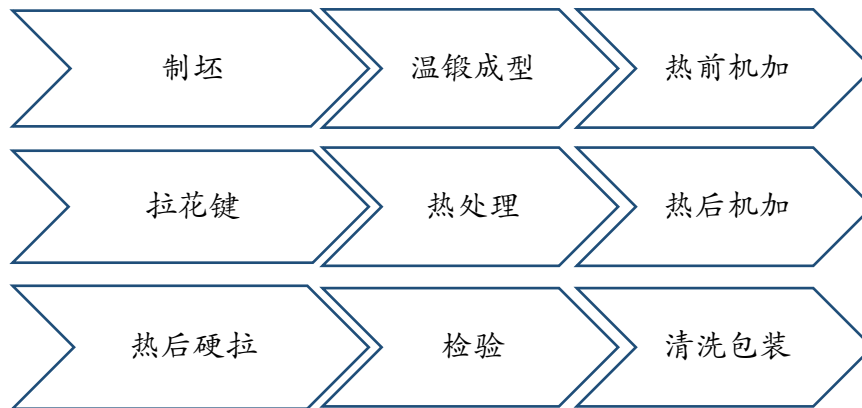 制坯
温锻成型
热前机加
拉花键
热处理
热后机加
热后硬拉
检验
清洗包装